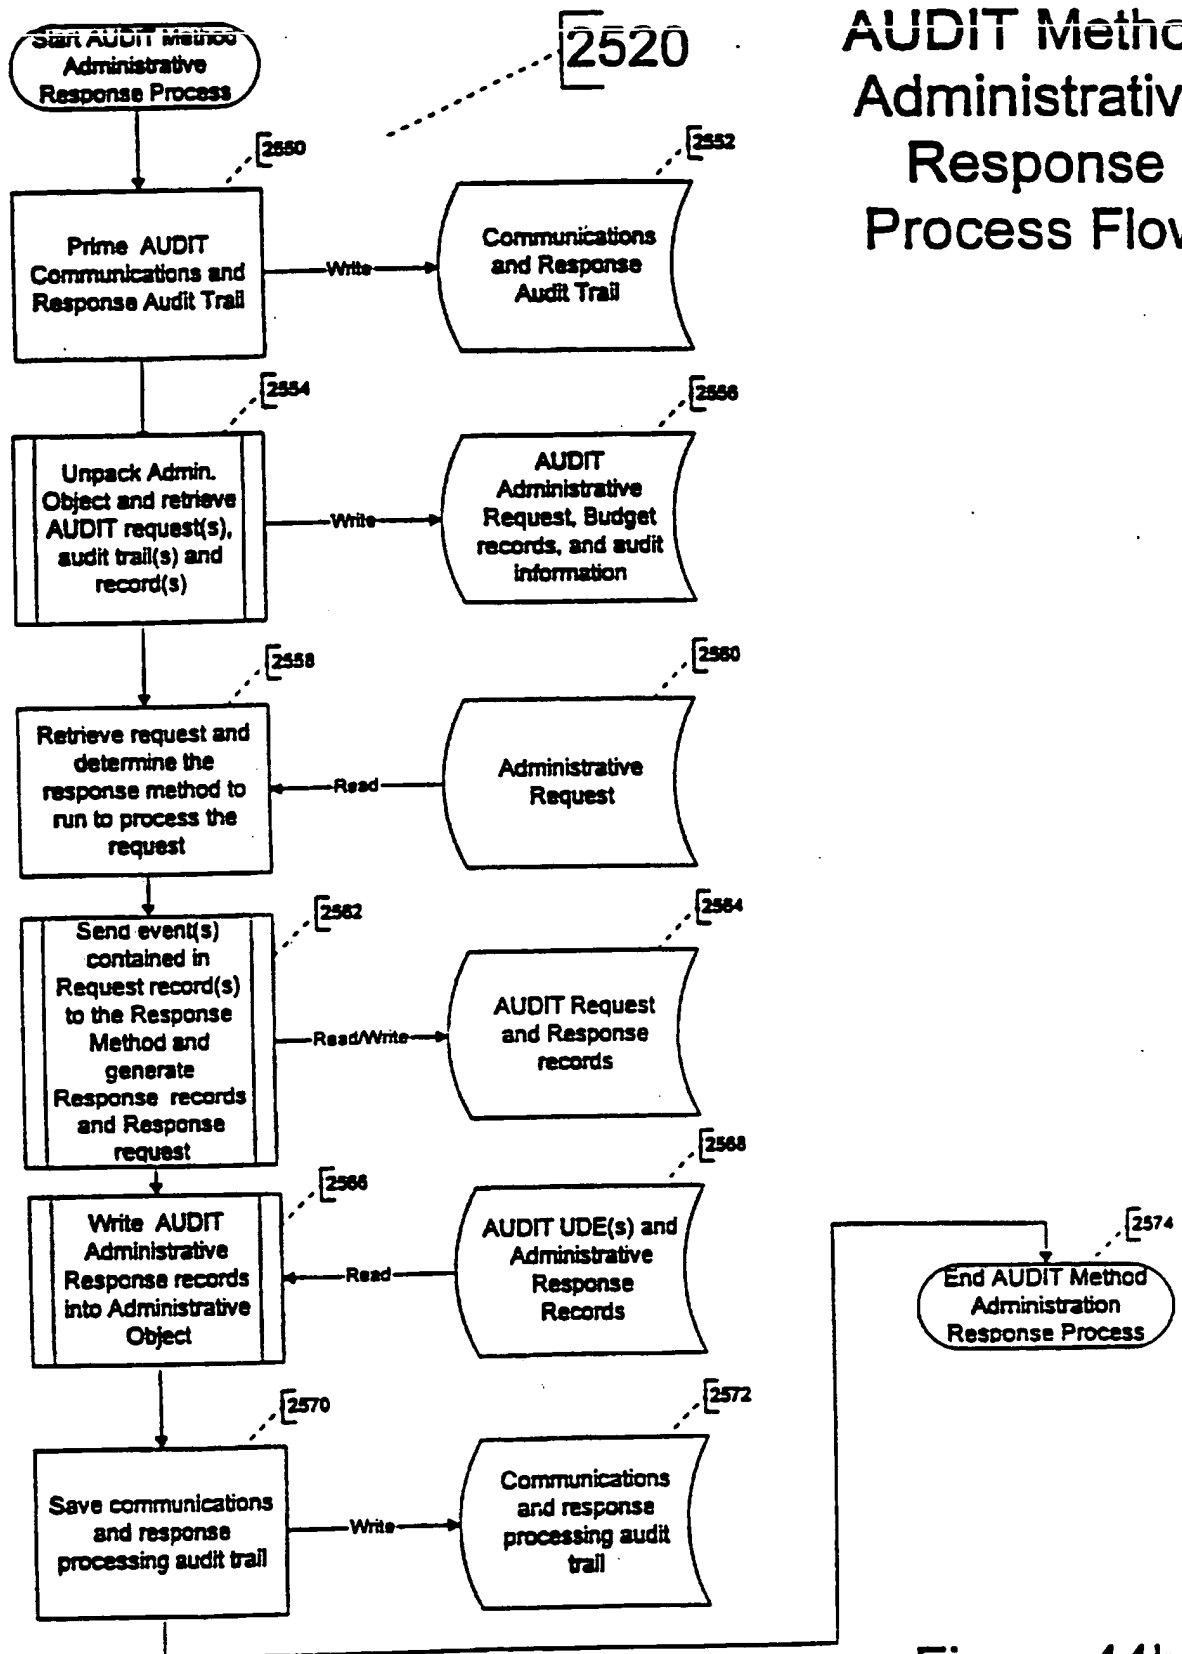 Start AUDIT Method
Administrative
Response Process
2520
AUDIT
Administrativ
Response
Process Flov
2550
Prime AUDIT
Communications and
Response Audit Trail
Write
2552
Communications
and Response
Audit Trail
2554
Unpack Admin.
Object and retrieve
AUDIT request(s),
audit trail(s) and
record(s)
Write
2556
AUDIT
Administrative
Request, Budget
records, and audit
information
2558
Retrieve request and
determine the
response method to
run to process the
request
Read
2560
Administrative
Request
2562
Send event(s)
contained in
Request record(s)
to the Response
Method and
generate
Response records
and Response
request
Read/Write
2564
AUDIT Request
and Response
records
2566
Write AUDIT
Administrative
Response records
into Administrative
Object
Read
2568
AUDIT UDE(s) and
Administrative
Response
Records
2570
Save communications
and response
processing audit trail
Write
2572
Communications
and response
processing audit
trail
2574
End AUDIT Method
Administration
Response Process